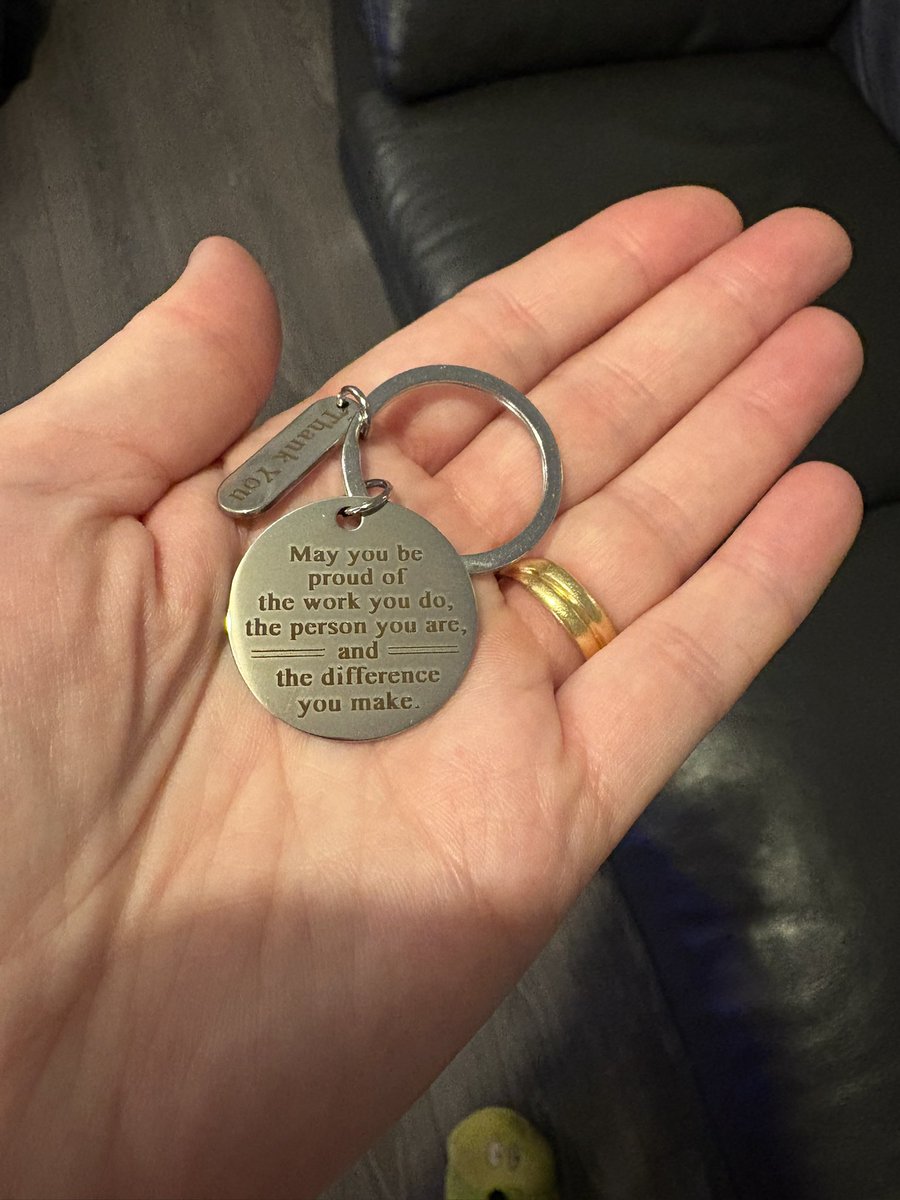 Thank You
May you be
proud of
the work you do,
the person you are,
and
the difference
you make.